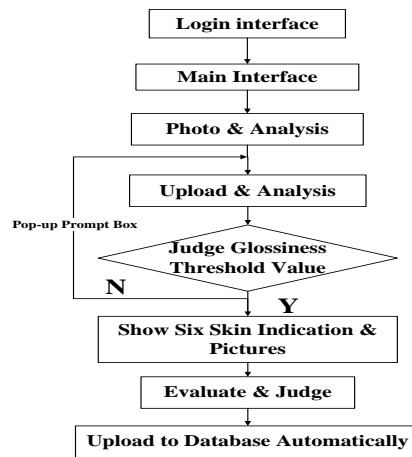 Login interface
Main Interface
Photo & Analysis
Upload & Analysis
Pop-up Prompt Box
Judge Glossiness
Threshold Value
N
Y
Show Six Skin Indication &
Pictures
Evaluate & Judge
Upload to Database Automatically